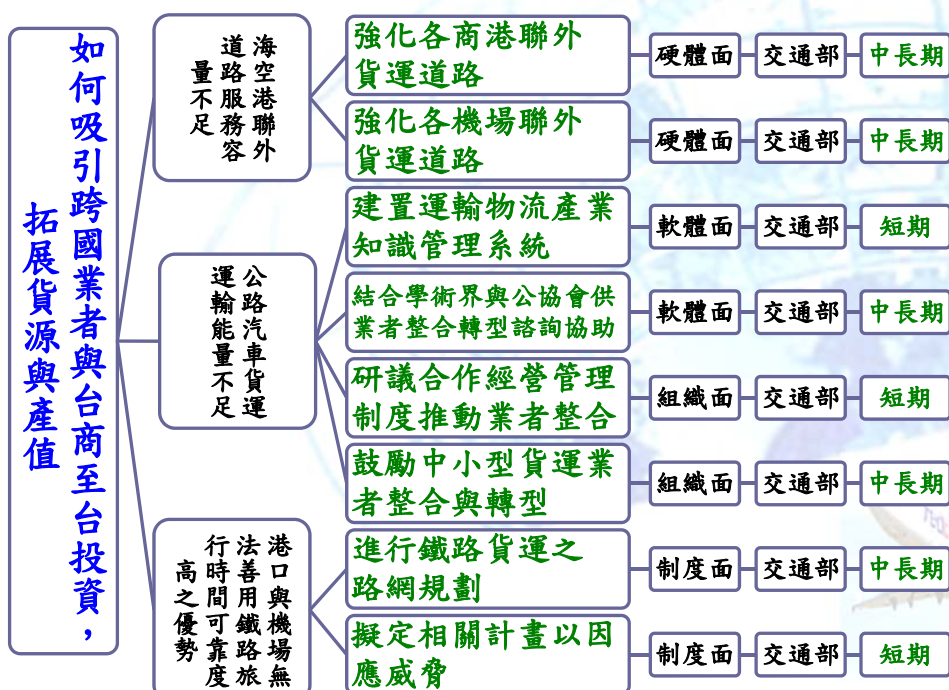 如何吸引跨國業者與台商至台投資，
拓展貨源與產值
海空港聯外
道路服務容
量不足
強化各商港聯外
貨運道路
硬體面
交通部
中長期
強化各機場聯外
貨運道路
硬體面
交通部
中長期
公路汽車貨運
運輸能量不足
建置運輸物流產業
知識管理系統
軟體面
交通部
短期
結合學術界與公協會供
業者整合轉型諮詢協助
軟體面
交通部
中長期
研議合作經營管理
制度推動業者整合
組織面
交通部
短期
鼓勵中小型貨運業
者整合與轉型
組織面
交通部
中長期
港口與機場無
法善用鐵路旅
行時間可靠度
高之優勢
進行鐵路貨運之
路網規劃
制度面
交通部
中長期
擬定相關計畫以因
應威脅
制度面
交通部
短期